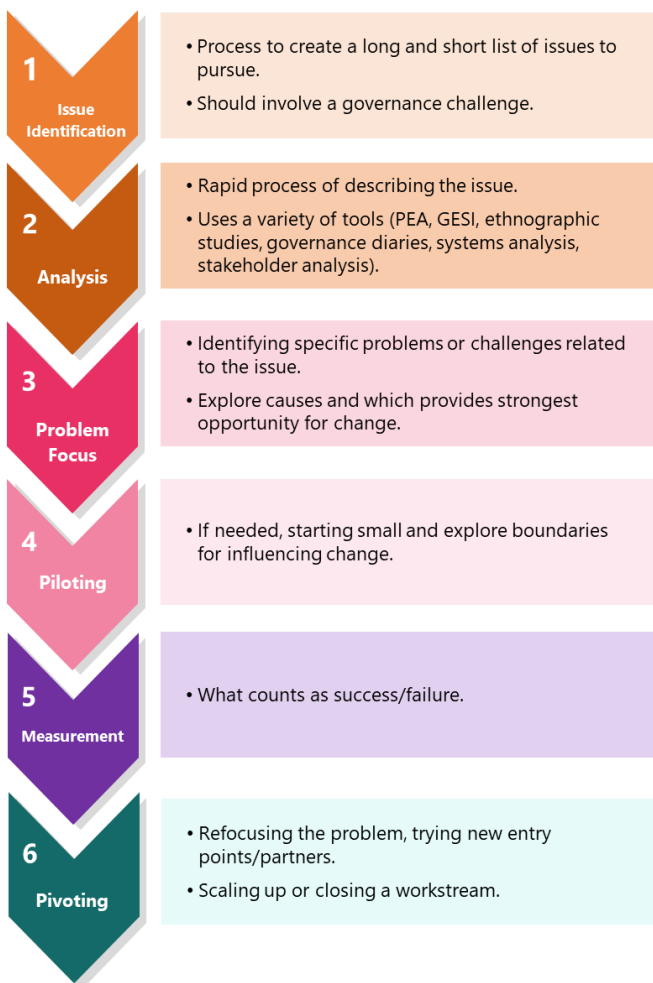 1
Issue
Identification
• Process to create a long and short list of issues to
pursue.
• Should involve a governance challenge.
2
Analysis
• Rapid process of describing the issue.
• Uses a variety of tools (PEA, GESI, ethnographic
studies, governance diaries, systems analysis,
stakeholder analysis).
3
Problem
Focus
• Identifying specific problems or challenges related
to the issue.
• Explore causes and which provides strongest
opportunity for change.
4
Piloting
• If needed, starting small and explore boundaries
for influencing change.
5
Measurement
• What counts as success/failure.
6
Pivoting
• Refocusing the problem, trying new entry
points/partners.
• Scaling up or closing a workstream.